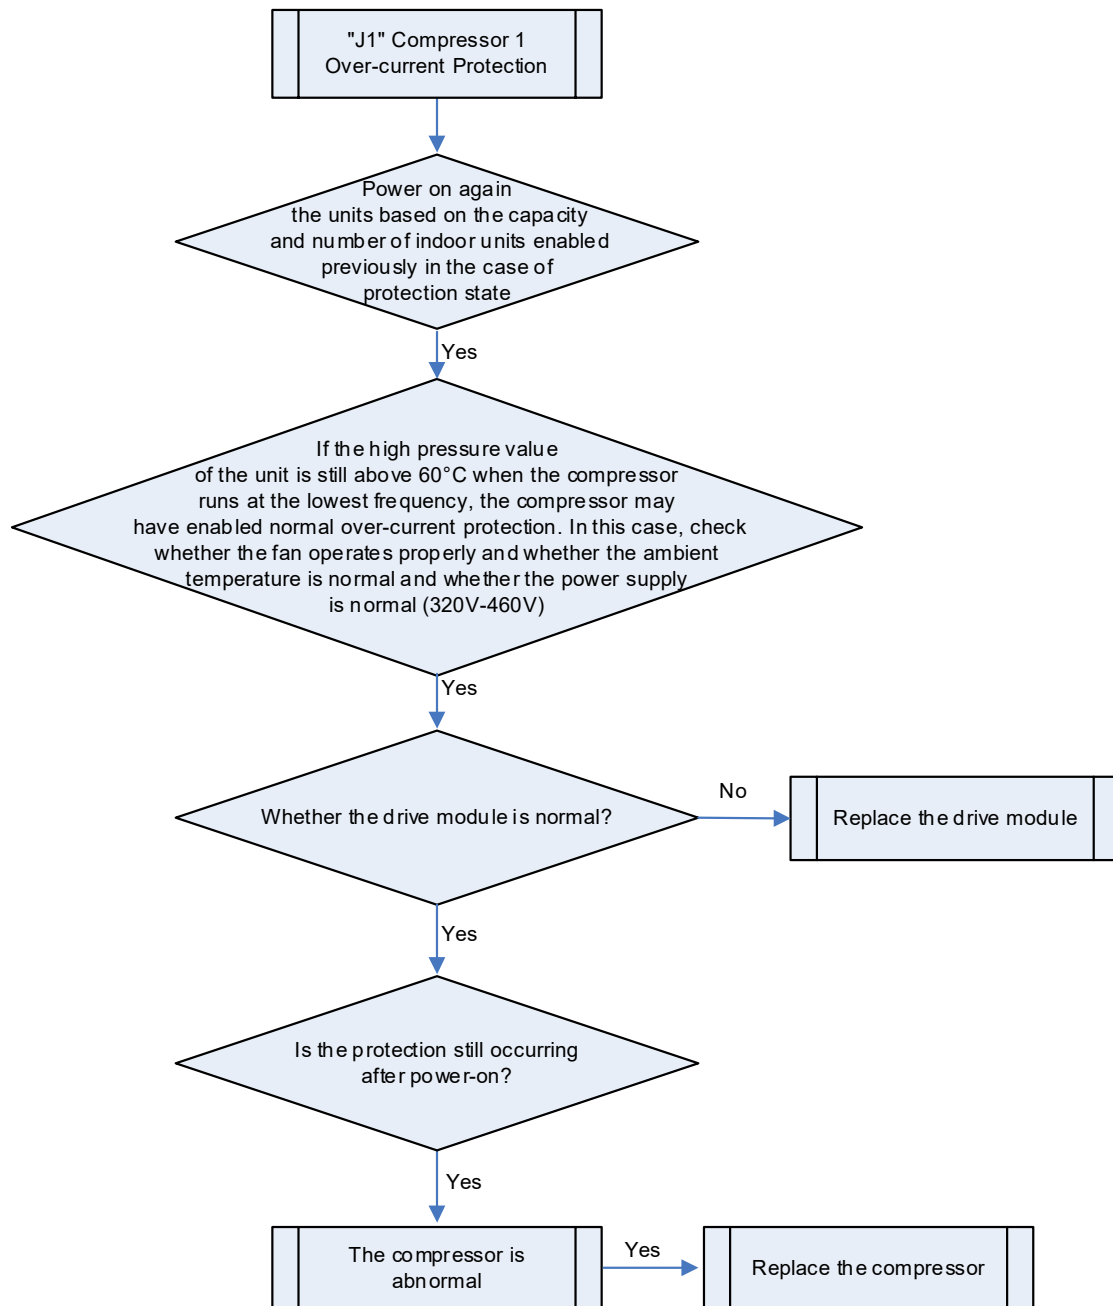 "J1" Compressor 1
Over-current Protection
Power on again
the units based on the capacity
and number of indoor units enabled
previously in the case of
protection state
Yes
If the high pressure value
of the unit is still above 60°C when the compressor
runs at the lowest frequency, the compressor may
have enabled normal over-current protection. In this case, check
whether the fan operates properly and whether the ambient
temperature is normal and whether the power supply
is normal (320V-460V)
Yes
Whether the drive module is normal?
No
Replace the drive module
Yes
Is the protection still occurring
after power-on?
Yes
The compressor is
abnormal
Yes
Replace the compressor